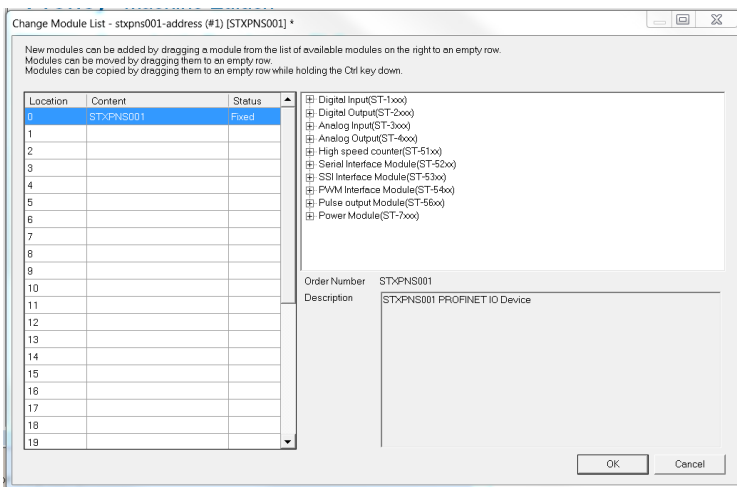 Change Module List - stxpns001-address (#1) [STXPNS001] *
New modules can be added by dragging a module from the list of available modules on the right to an empty row.
Modules can be moved by dragging them to an empty row.
Modules can be copied by dragging them to an empty row while holding the Ctrl key down.
Location Content Status
0 STXPNS001 Fixed
1
2
3
4
5
6
7
8
9
10
11
12
13
14
15
16
17
18
19
Digital Input(ST-1xxx)
Digital Output(ST-2xxx)
Analog Input(ST-3xxx)
Analog Output(ST-4xxx)
High speed counter(ST-51xx)
Serial Interface Module(ST-52xx)
SSI Interface Module(ST-53xx)
PWM Interface Module(ST-54xx)
Pulse output Module(ST-56xx)
Power Module(ST-7xxx)
Order Number STXPNS001
Description STXPNS001 PROFINET IO Device
OK Cancel